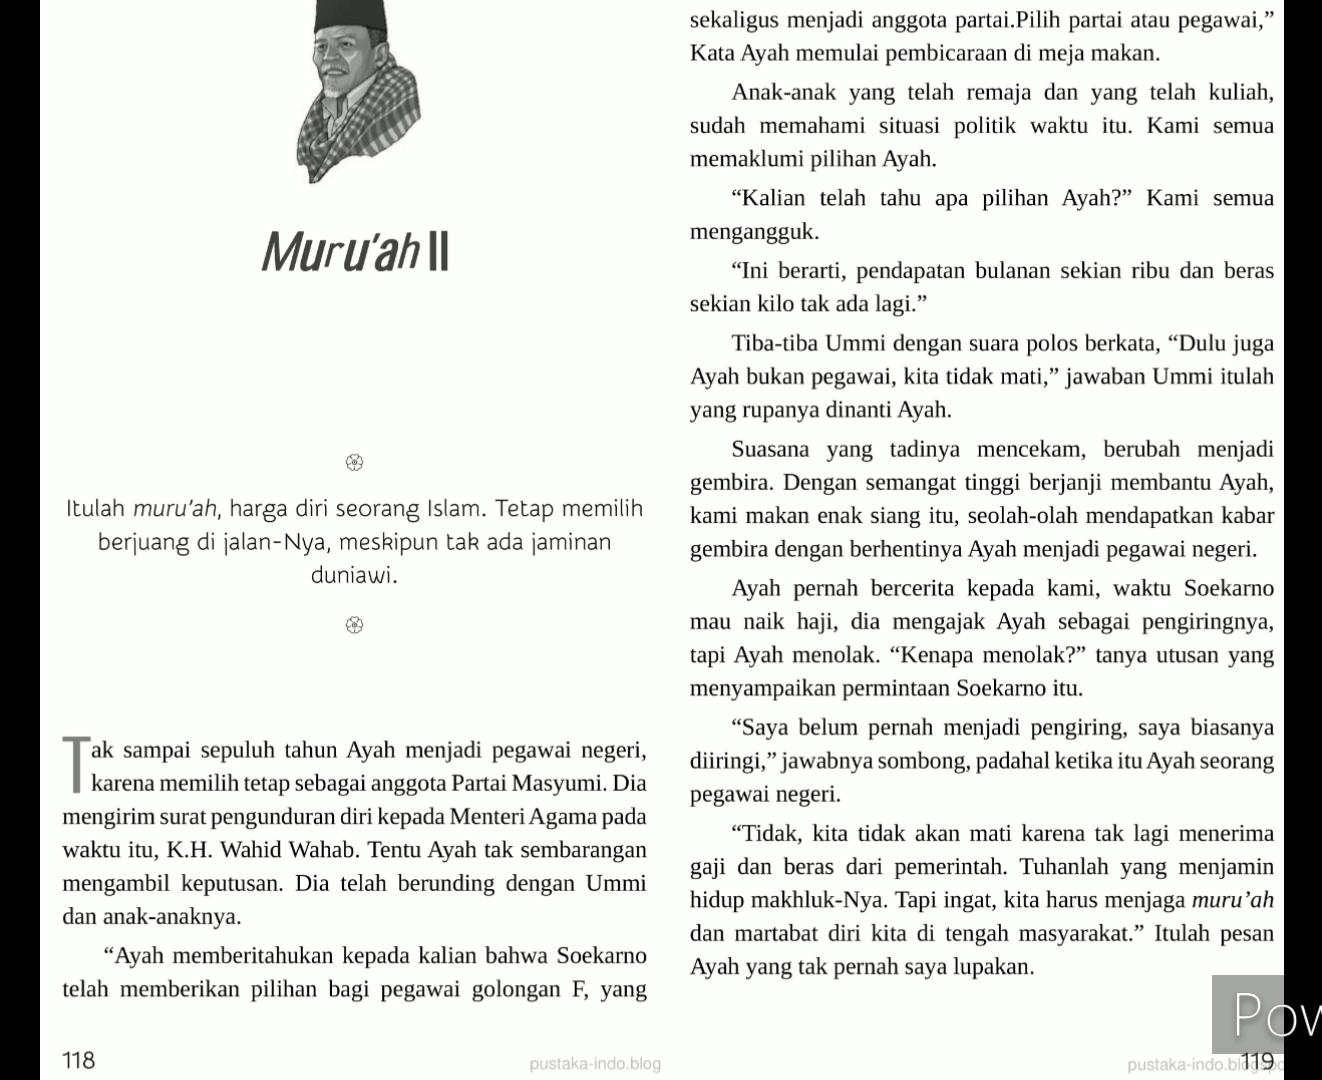 Muru'ah II
Itulah muru'ah, harga diri seorang Islam. Tetap memilih
berjuang di jalan-Nya, meskipun tak ada jaminan
duniawi.
Tak sampai sepuluh tahun Ayah menjadi pegawai negeri,
karena memilih tetap sebagai anggota Partai Masyumi. Dia
mengirim surat pengunduran diri kepada Menteri Agama pada
waktu itu, K.H. Wahid Wahab. Tentu Ayah tak sembarangan
mengambil keputusan. Dia telah berunding dengan Ummi
dan anak-anaknya.
“Ayah memberitahukan kepada kalian bahwa Soekarno
telah memberikan pilihan bagi pegawai golongan F, yang
118
pustaka-indo.blog
sekaligus menjadi anggota partai.Pilih partai atau pegawai,”
Kata Ayah memulai pembicaraan di meja makan.
Anak-anak yang telah remaja dan yang telah kuliah,
sudah memahami situasi politik waktu itu. Kami semua
memaklumi pilihan Ayah.
“Kalian telah tahu apa pilihan Ayah?” Kami semua
mengangguk.
“Ini berarti, pendapatan bulanan sekian ribu dan beras
sekian kilo tak ada lagi.”
Tiba-tiba Ummi dengan suara polos berkata, “Dulu juga
Ayah bukan pegawai, kita tidak mati,” jawaban Ummi itulah
yang rupanya dinanti Ayah.
Suasana yang tadinya mencekam, berubah menjadi
gembira. Dengan semangat tinggi berjanji membantu Ayah,
kami makan enak siang itu, seolah-olah mendapatkan kabar
gembira dengan berhentinya Ayah menjadi pegawai negeri.
Ayah pernah bercerita kepada kami, waktu Soekarno
mau naik haji, dia mengajak Ayah sebagai pengiringnya,
tapi Ayah menolak. “Kenapa menolak?” tanya utusan yang
menyampaikan permintaan Soekarno itu.
“Saya belum pernah menjadi pengiring, saya biasanya
diiringi,” jawabnya sombong, padahal ketika itu Ayah seorang
pegawai negeri.
“Tidak, kita tidak akan mati karena tak lagi menerima
gaji dan beras dari pemerintah. Tuhanlah yang menjamin
hidup makhluk-Nya. Tapi ingat, kita harus menjaga muru’ah
dan martabat diri kita di tengah masyarakat.” Itulah pesan
Ayah yang tak pernah saya lupakan.
Pow
119